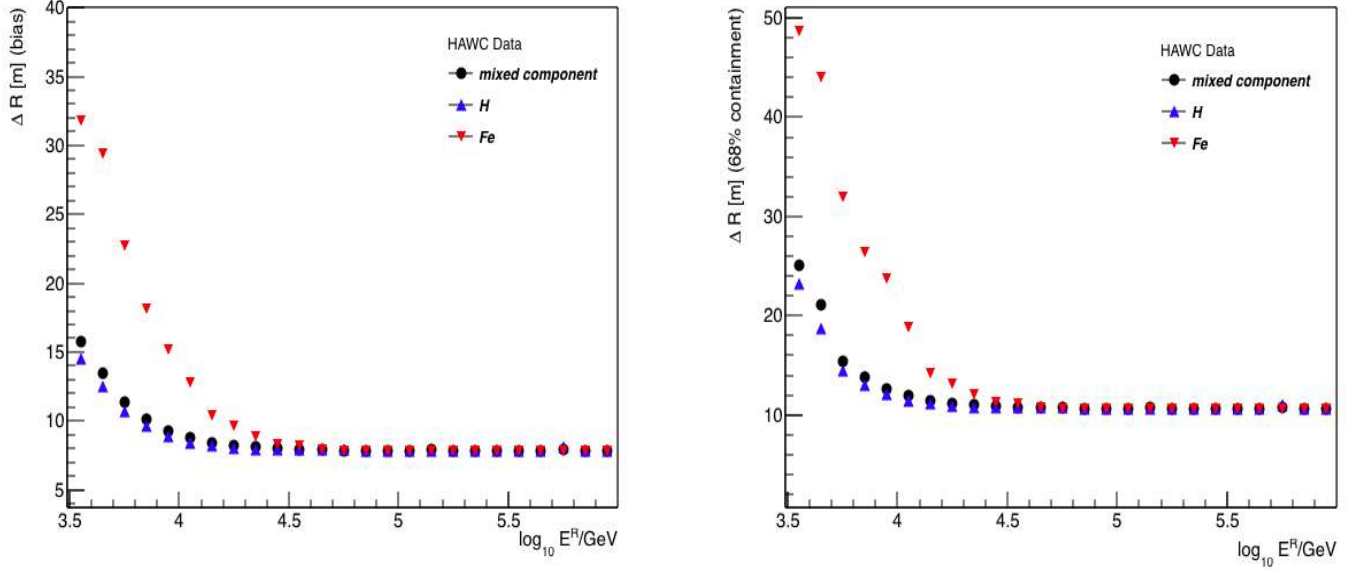 Δ R [m] (bias)
40
35
30
25
20
15
10
5
3.5 4 4.5 5 5.5
log10 E^R/GeV
HAWC Data
mixed component
H
Fe
Δ R [m] (68% containment)
50
40
30
20
10
3.5 4 4.5 5 5.5
log10 E^R/GeV
HAWC Data
mixed component
H
Fe